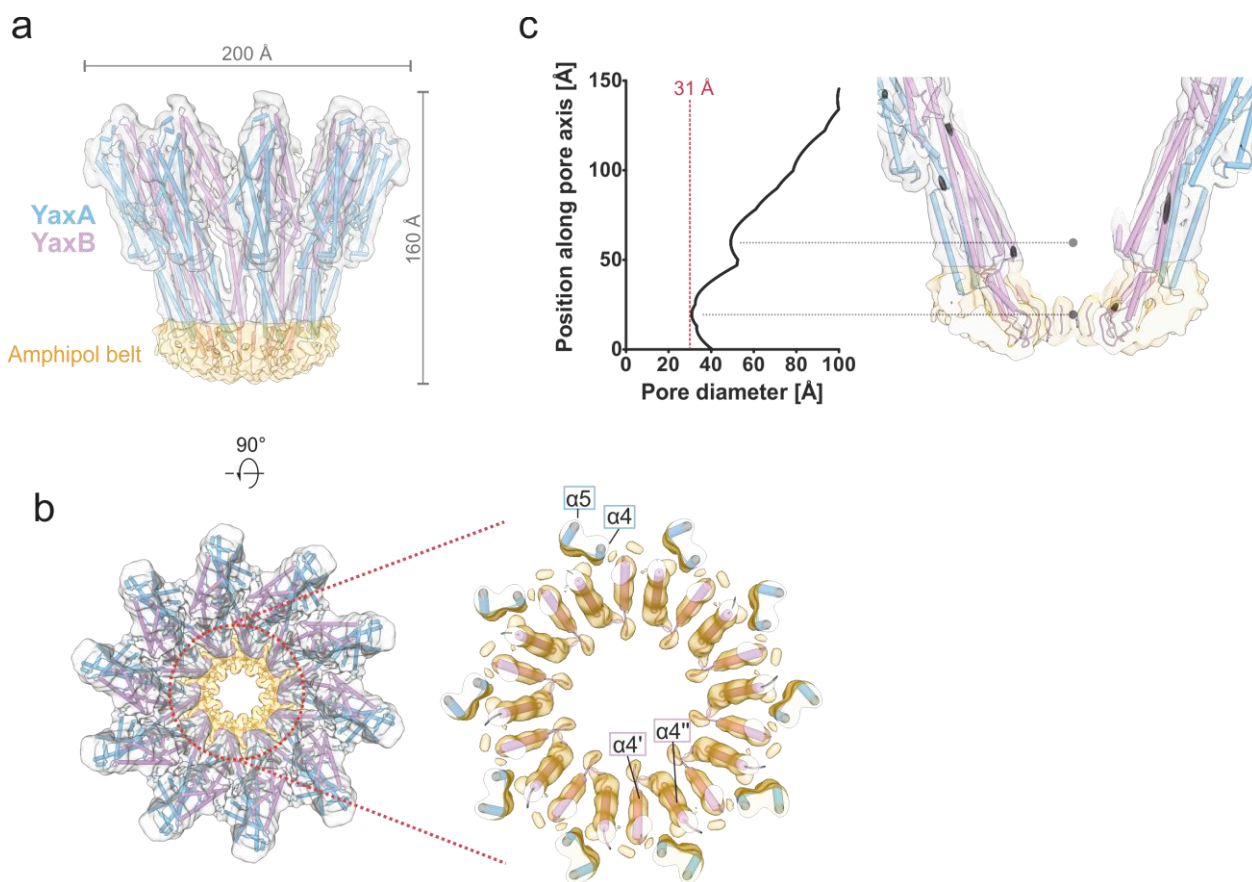 a
200 Å
160 Å
YaxA
YaxB
Amphipol belt
90°
b
α5
α4
α4'
α4''
c
Position along pore axis [Å]
150
100
50
0
31 Å
0
20
40
60
80
100
Pore diameter [Å]